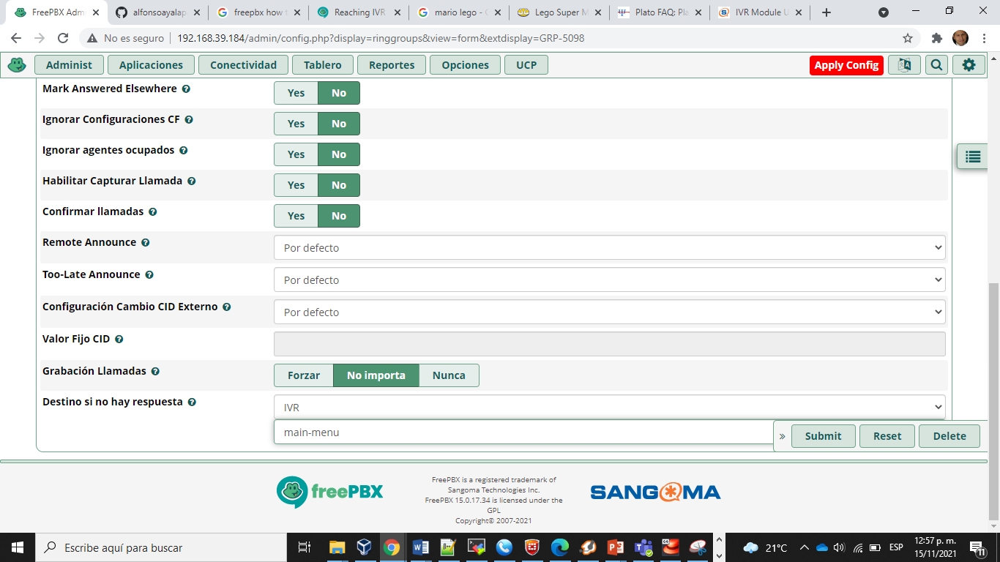 FreePBX Adm
alfonsoayalap
freepbx how t
Reaching IVR
mario lego - G
Lego Super M
Plato FAQ: Pla
IVR Module U
No es seguro
192.168.39.184/admin/config.php?display=ringgroups&view=form&extdisplay=GRP-5098
Administ
Aplicaciones
Conectividad
Tablero
Reportes
Opciones
UCP
Apply Config
Mark Answered Elsewhere
Yes No
Ignorar Configuraciones CF
Yes No
Ignorar agentes ocupados
Yes No
Habilitar Capturar Llamada
Yes No
Confirmar llamadas
Yes No
Remote Announce
Por defecto
Too-Late Announce
Por defecto
Configuración Cambio CID Externo
Por defecto
Valor Fijo CID
Grabación Llamadas
Forzar No importa Nunca
Destino si no hay respuesta
IVR
main-menu
» Submit Reset Delete
freePBX
FreePBX is a registered trademark of
Sangoma Technologies Inc.
FreePBX 15.0.17.34 is licensed under the
GPL
Copyright© 2007-2021
SANGOMA
Escribe aquí para buscar
21°C
ESP
12:57 p. m.
15/11/2021
11